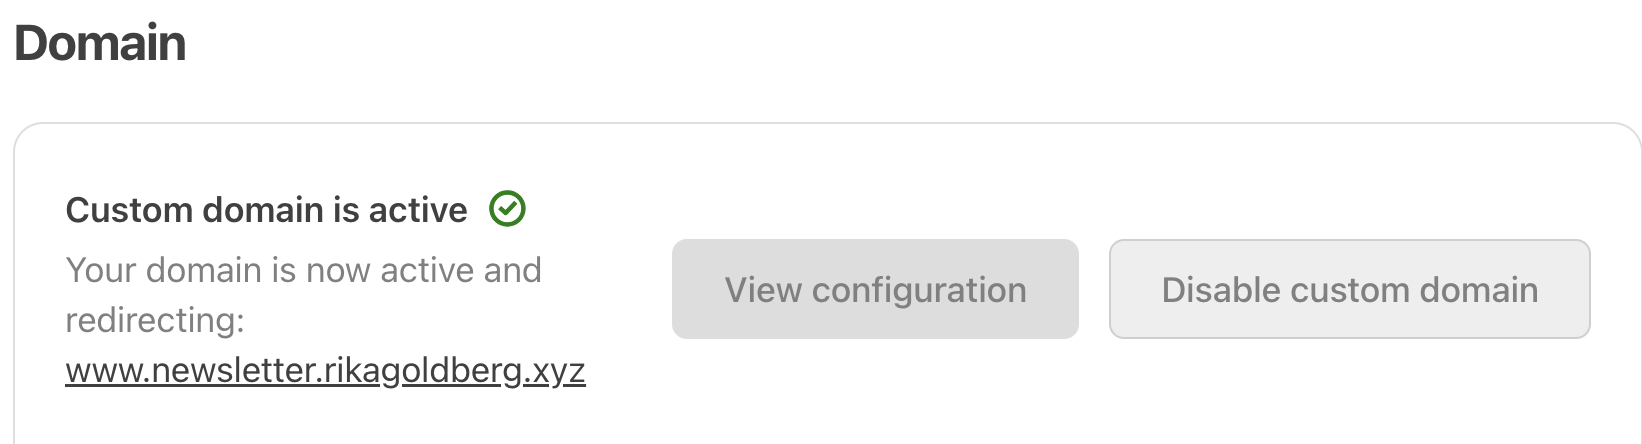 Domain
Custom domain is active
Your domain is now active and
redirecting:
www.newsletter.rikagoldberg.xyz
View configuration
Disable custom domain